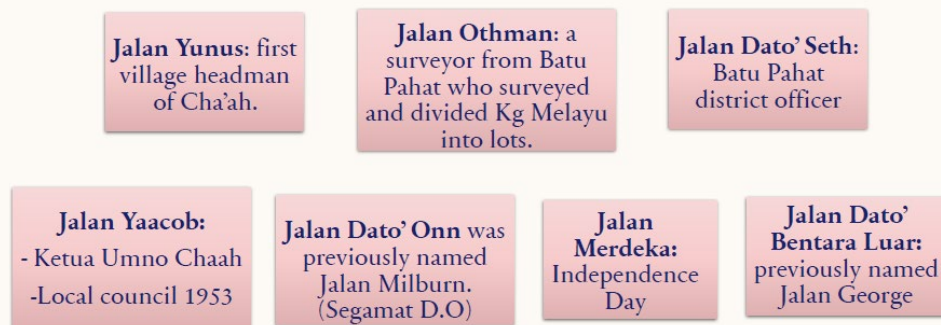 Jalan Yunus: first
village headman
of Cha'ah.
Jalan Othman: a
surveyor from Batu
Pahat who surveyed
and divided Kg Melayu
into lots.
Jalan Dato' Seth:
Batu Pahat
district officer
Jalan Yaacob:
- Ketua Umno Chaah
-Local council 1953
Jalan Dato' Onn was
previously named
Jalan Milburn.
(Segamat D.O)
Jalan
Merdeka:
Independence
Day
Jalan Dato'
Bentara Luar:
previously named
Jalan George